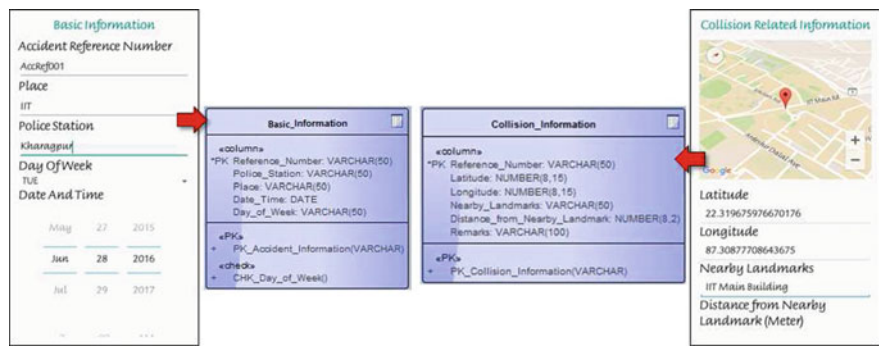 Basic Information
Accident Reference Number
AccRef001
Place
IIT
Police Station
Kharagpur
Day Of Week
TUE
Date And Time
May 27 2015
Jun 28 2016
Jul 29 2017
Basic_Information
«column»
*PK Reference_Number: VARCHAR(50)
Police_Station: VARCHAR(50)
Place: VARCHAR(50)
Date_Time: DATE
Day_of_Week: VARCHAR(50)
«PK»
+ PK_Accident_Information(VARCHAR)
«check»
+ CHK_Day_of_Week()
Collision_Information
«column»
*PK Reference_Number: VARCHAR(50)
Latitude: NUMBER(8,15)
Longitude: NUMBER(8,15)
Nearby_Landmarks: VARCHAR(50)
Distance_from_Nearby_Landmark: NUMBER(8,2)
Remarks: VARCHAR(100)
«PK»
+ PK_Collision_Information(VARCHAR)
Collision Related Information
IIT Main Rd
+
−
Google
Latitude
22.319675976670176
Longitude
87.30877708643675
Nearby Landmarks
IIT Main Building
Distance from Nearby
Landmark (Meter)